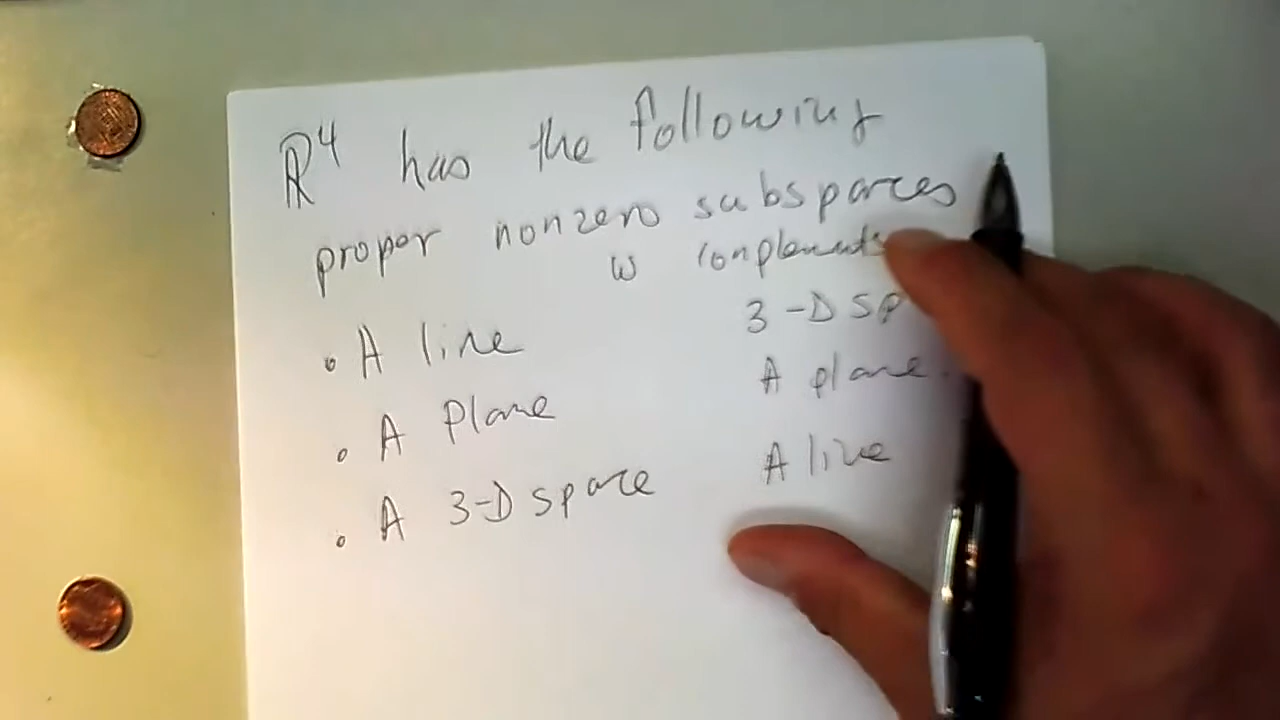 ℝ⁴ has the following
proper nonzero subspaces
w complements
• A line 3-D sp
• A Plane A plane.
• A 3-D space A line